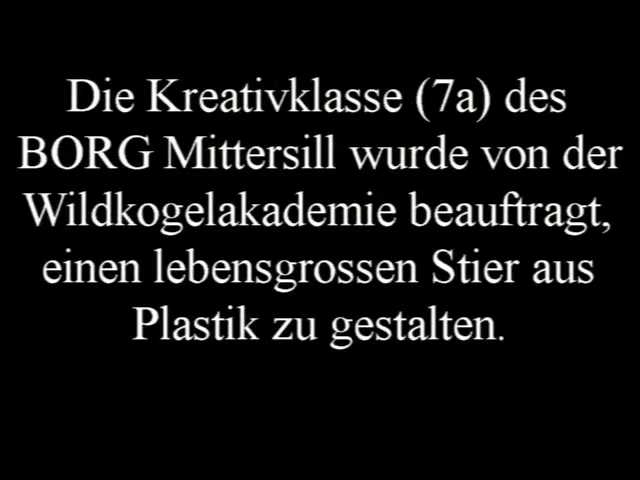 Die Kreativklasse (7a) des
BORG Mittersill wurde von der
Wildkogelakademie beauftragt,
einen lebensgrossen Stier aus
Plastik zu gestalten.